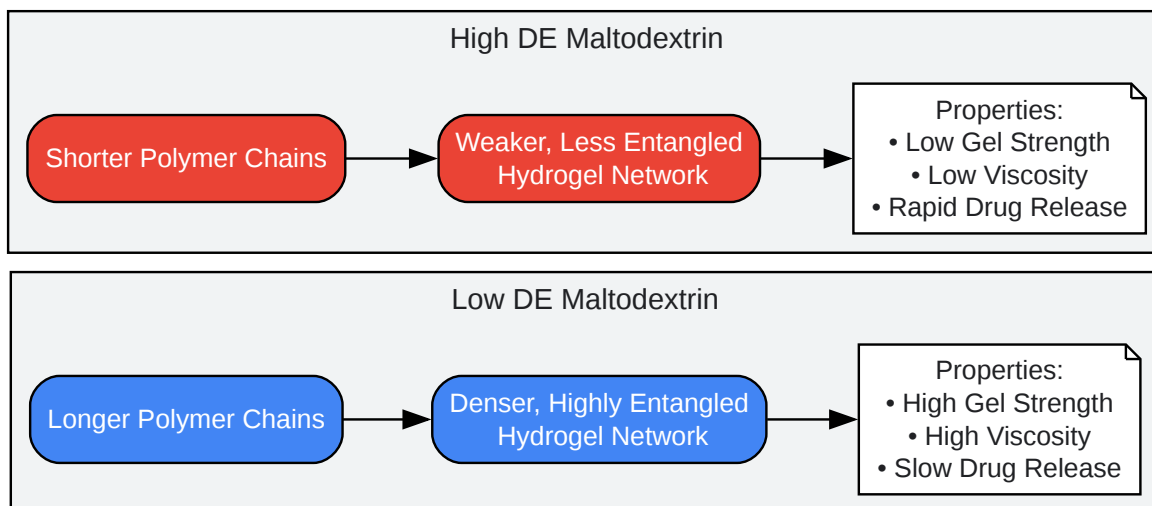 High DE Maltodextrin
Shorter Polymer Chains
Weaker, Less Entangled
Hydrogel Network
Properties:
• Low Gel Strength
• Low Viscosity
• Rapid Drug Release
Low DE Maltodextrin
Longer Polymer Chains
Denser, Highly Entangled
Hydrogel Network
Properties:
• High Gel Strength
• High Viscosity
• Slow Drug Release